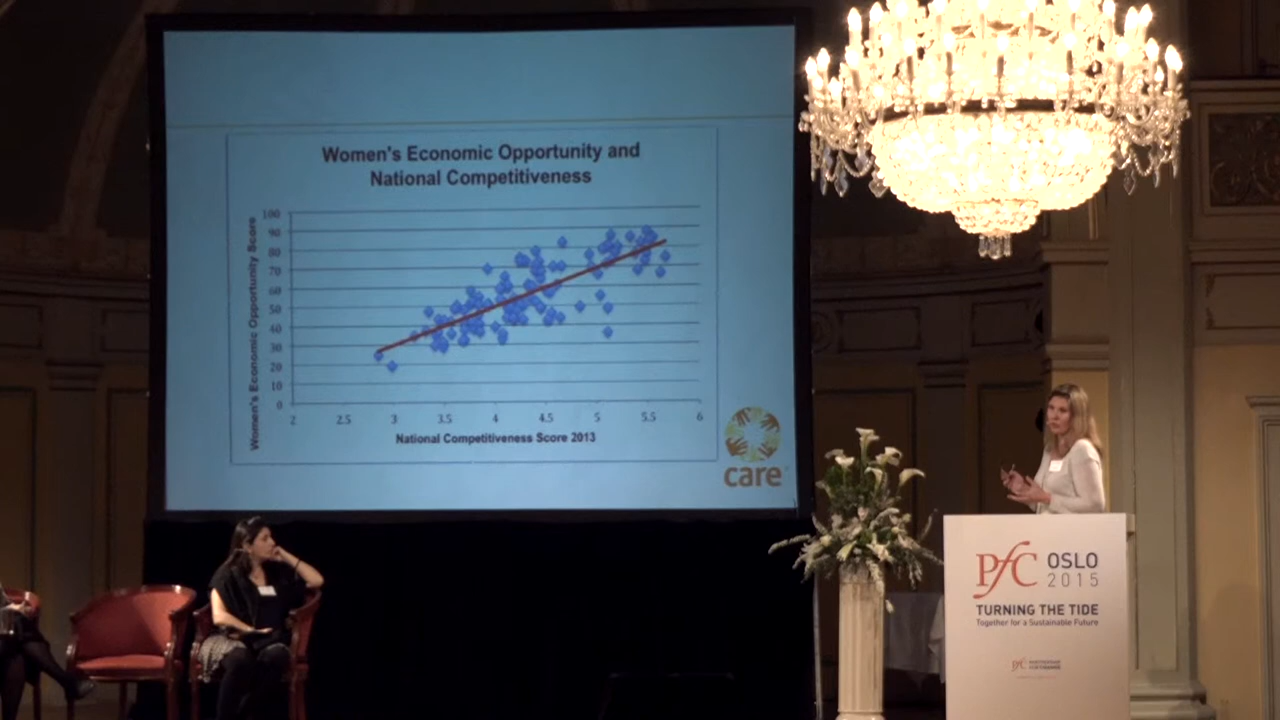 Women's Economic Opportunity and
National Competitiveness
Women's Economic Opportunity Score
100
90
80
70
60
50
40
30
20
10
0
2 2.5 3 3.5 4 4.5 5 5.5 6
National Competitiveness Score 2013
care
PfC OSLO
2015
TURNING THE TIDE
Together for a Sustainable Future
PfC